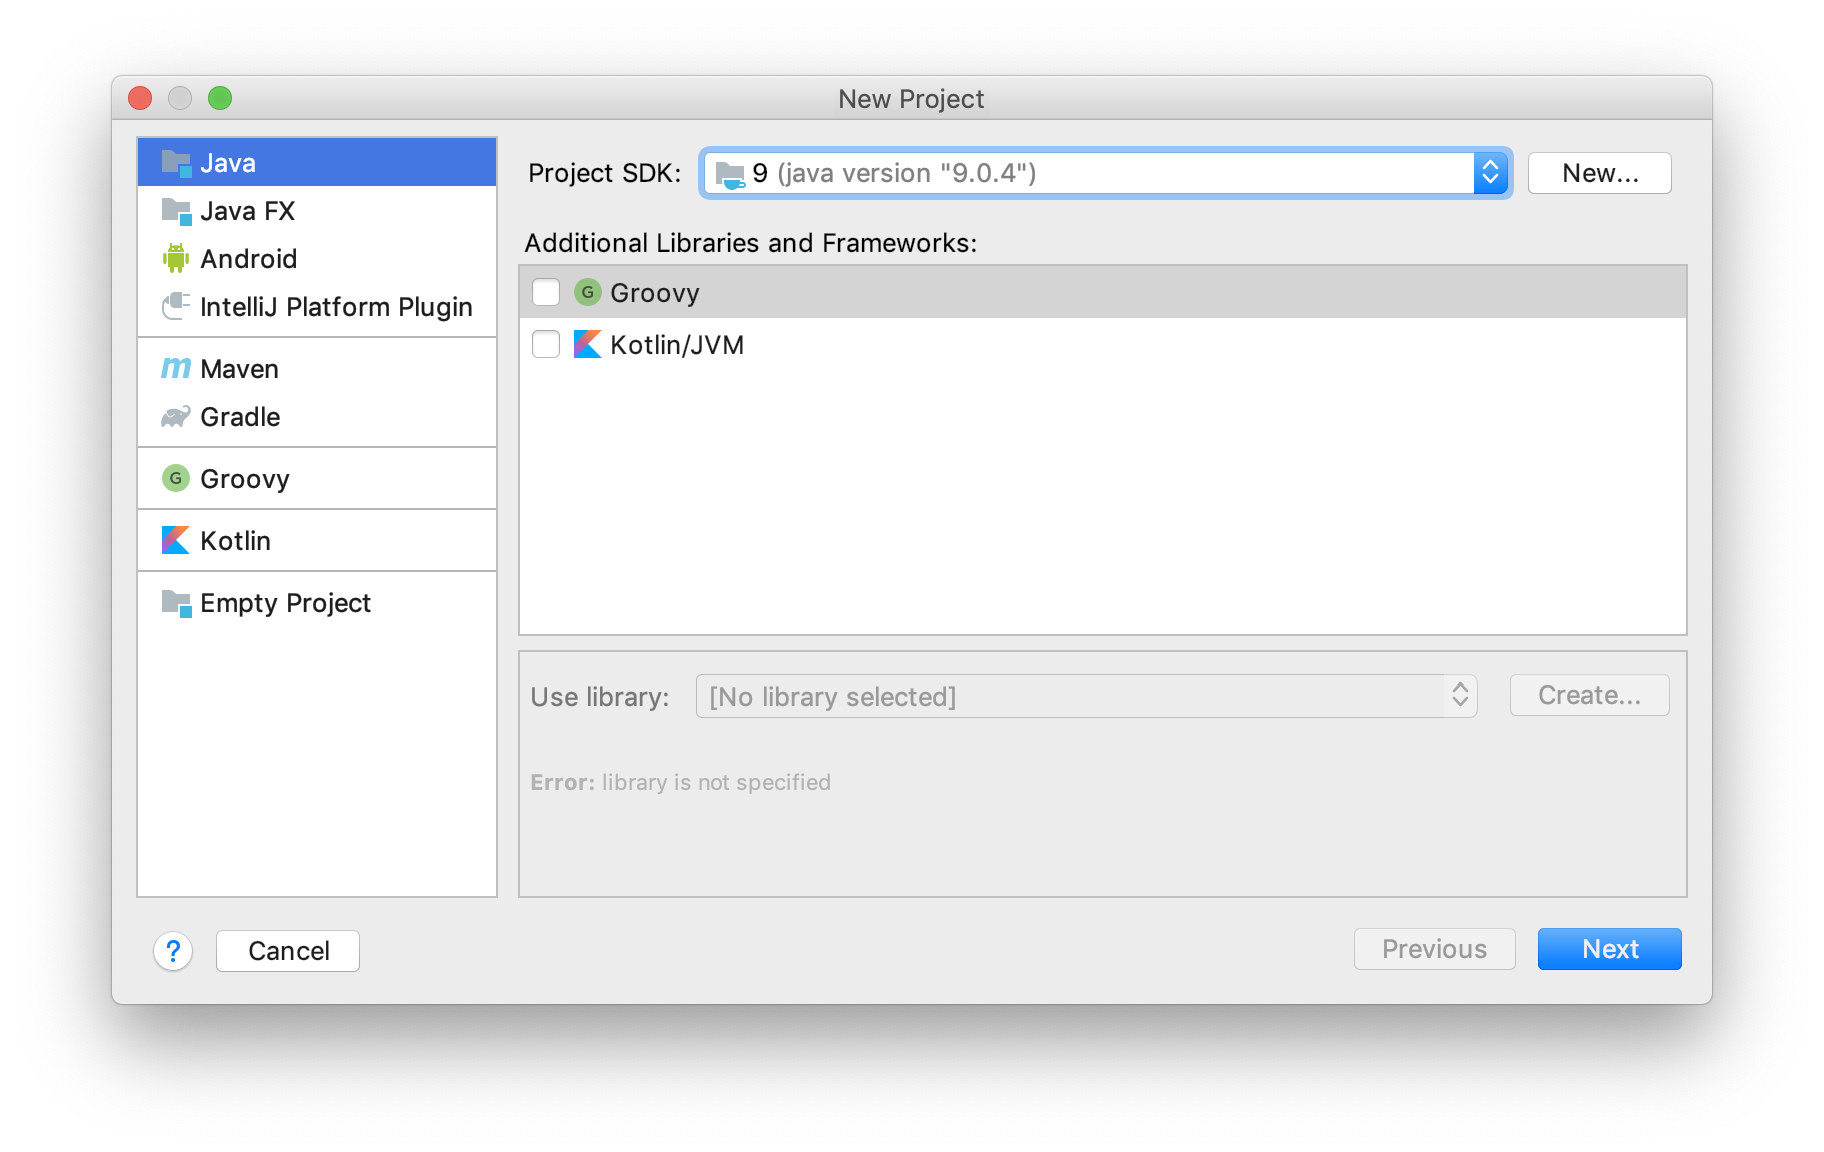 New Project
Java
Java FX
Android
IntelliJ Platform Plugin
m Maven
Gradle
G Groovy
Kotlin
Empty Project
Project SDK: 9 (java version "9.0.4") New...
Additional Libraries and Frameworks:
G Groovy
Kotlin/JVM
Use library: [No library selected] Create...
Error: library is not specified
? Cancel Previous Next